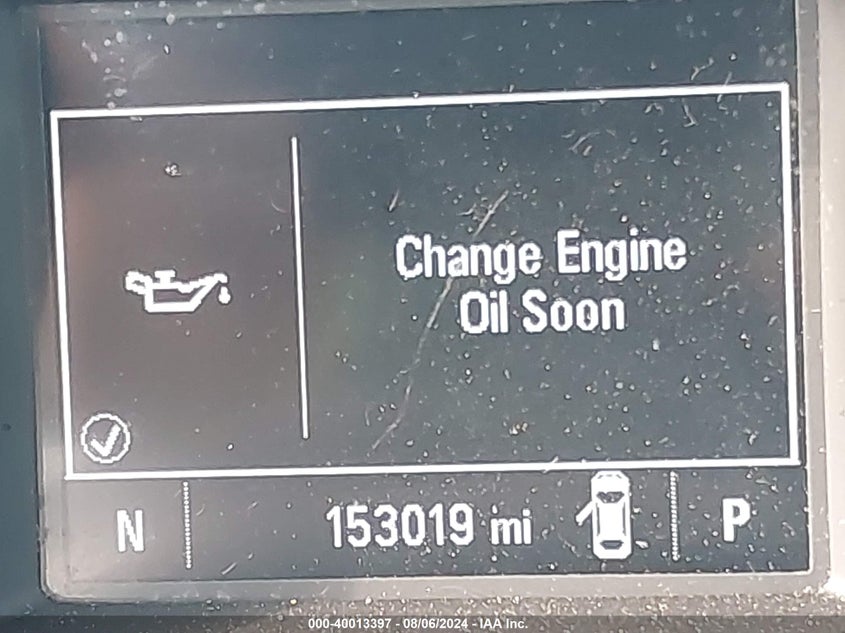 Change Engine
Oil Soon
N 153019 mi P
000-40013397 - 08/06/2024 - IAA Inc.